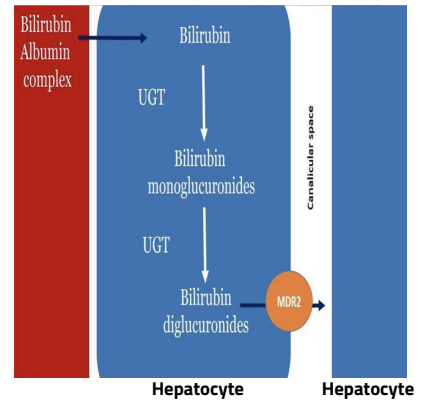 Bilirubin
Albumin
complex
Bilirubin
UGT
Bilirubin
monoglucuronides
UGT
Bilirubin
diglucuronides
MDR2
Canalicular space
Hepatocyte
Hepatocyte